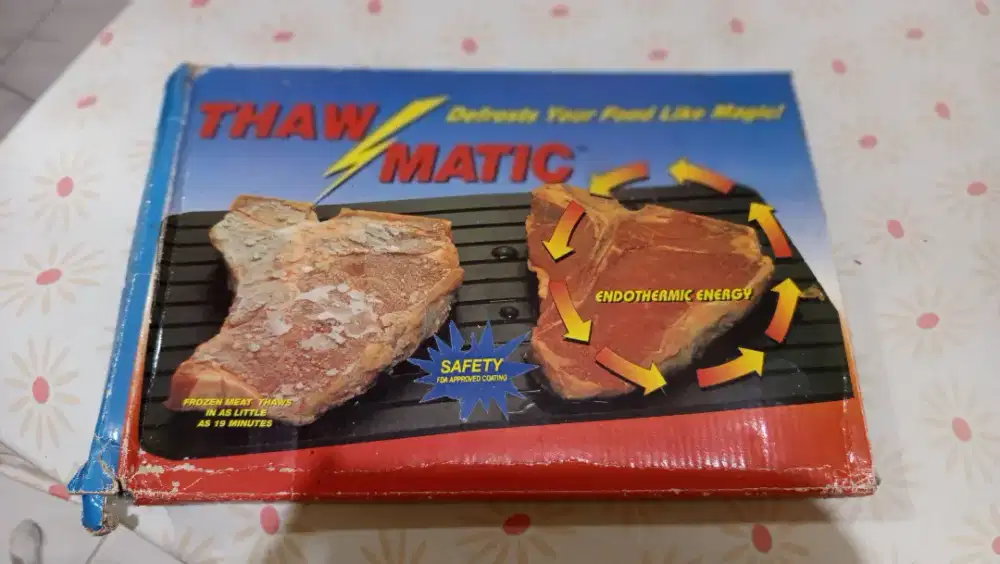 THAW MATIC™
Defrosts Your Food Like Magic!
ENDOTHERMIC ENERGY
SAFETY
FDA APPROVED COATING
FROZEN MEAT THAWS
IN AS LITTLE
AS 19 MINUTES